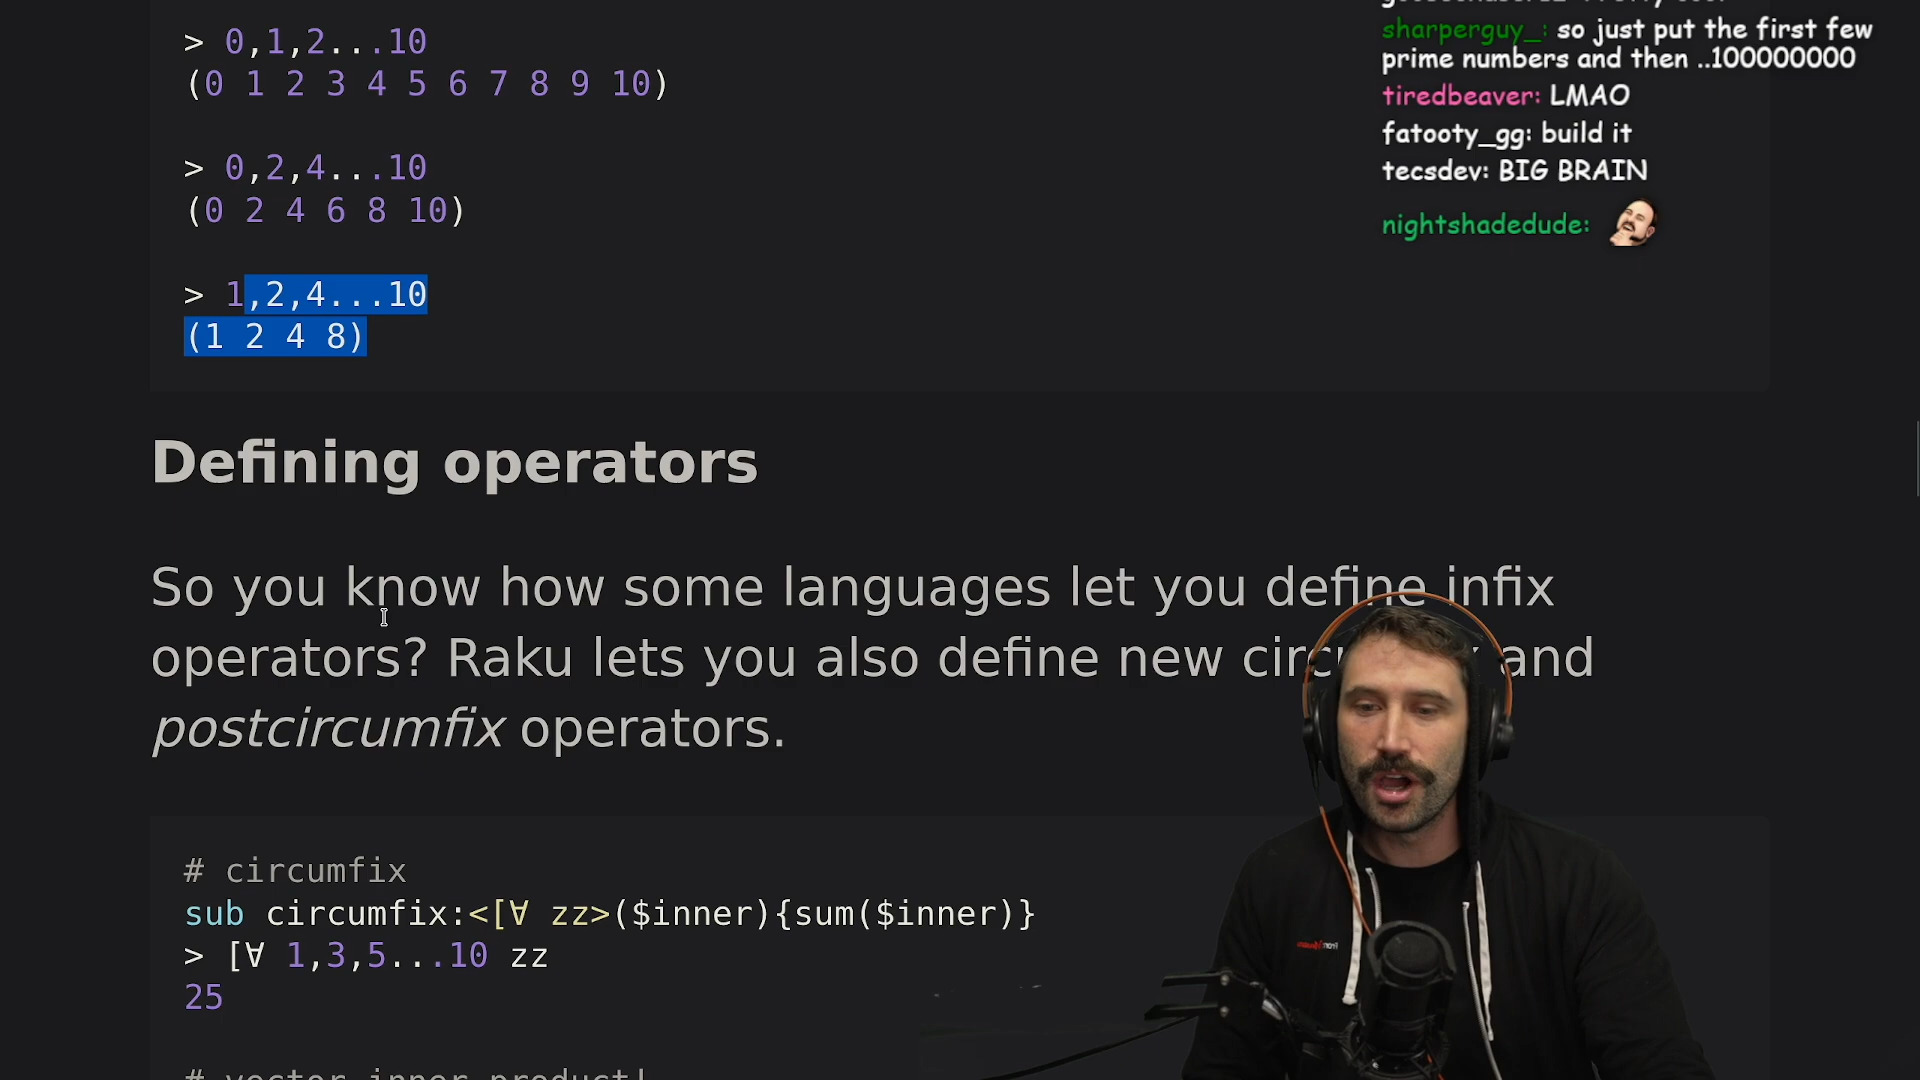 > 0,1,2...10
(0 1 2 3 4 5 6 7 8 9 10)
> 0,2,4...10
(0 2 4 6 8 10)
> 1,2,4...10
(1 2 4 8)
Defining operators
So you know how some languages let you define infix
operators? Raku lets you also define new and
postcircumfix operators.
# circumfix
sub circumfix:<[∀ zz>($inner){sum($inner)}
> [∀ 1,3,5...10 zz
25
# vector inner product!
sharperguy_: so just put the first few
prime numbers and then ..100000000
tiredbeaver: LMAO
fatooty_gg: build it
tecsdev: BIG BRAIN
nightshadedude: